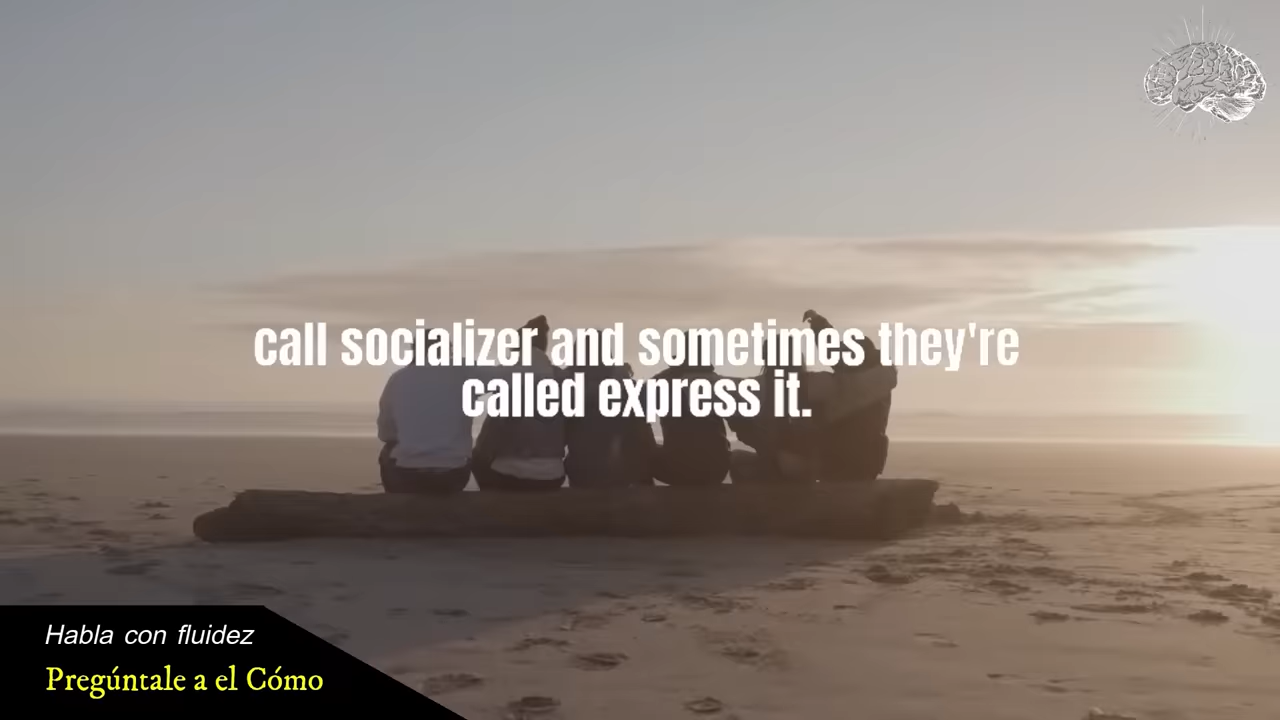 call socializer and sometimes they're
called express it.
Habla con fluidez
Pregúntale a el Cómo